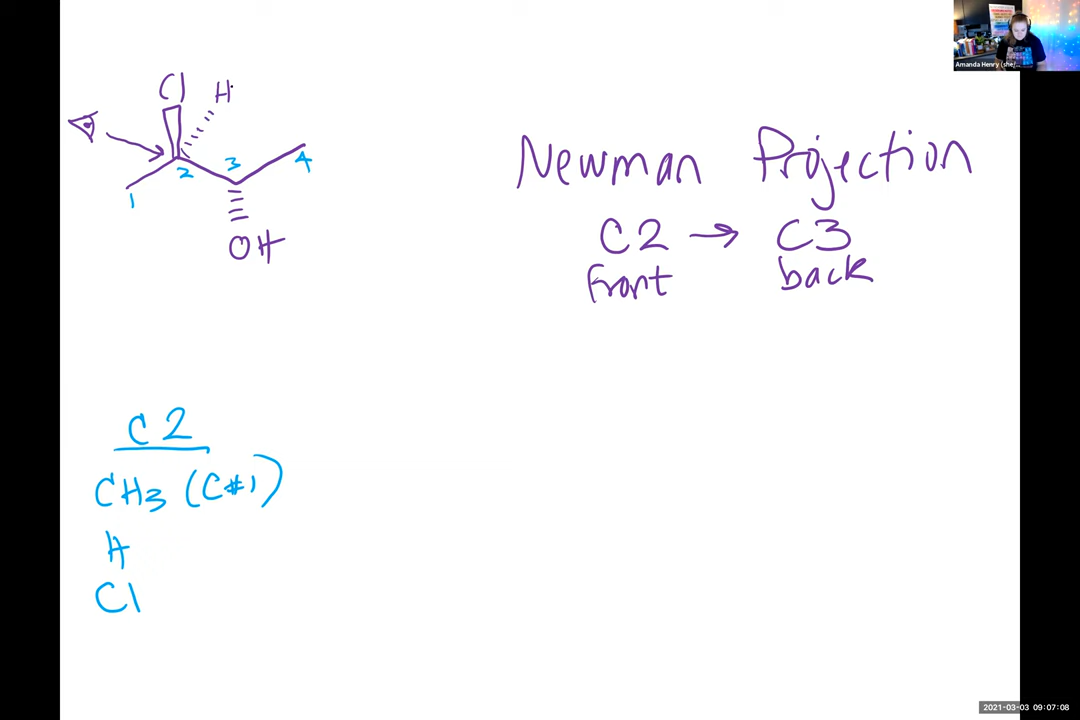 Amanda Henry (she/...
Cl
H
1
2
3
4
OH
Newman Projection
C2 → C3
Front back
C2
CH3 (C#1)
H
Cl
2021-03-03 09:07:08